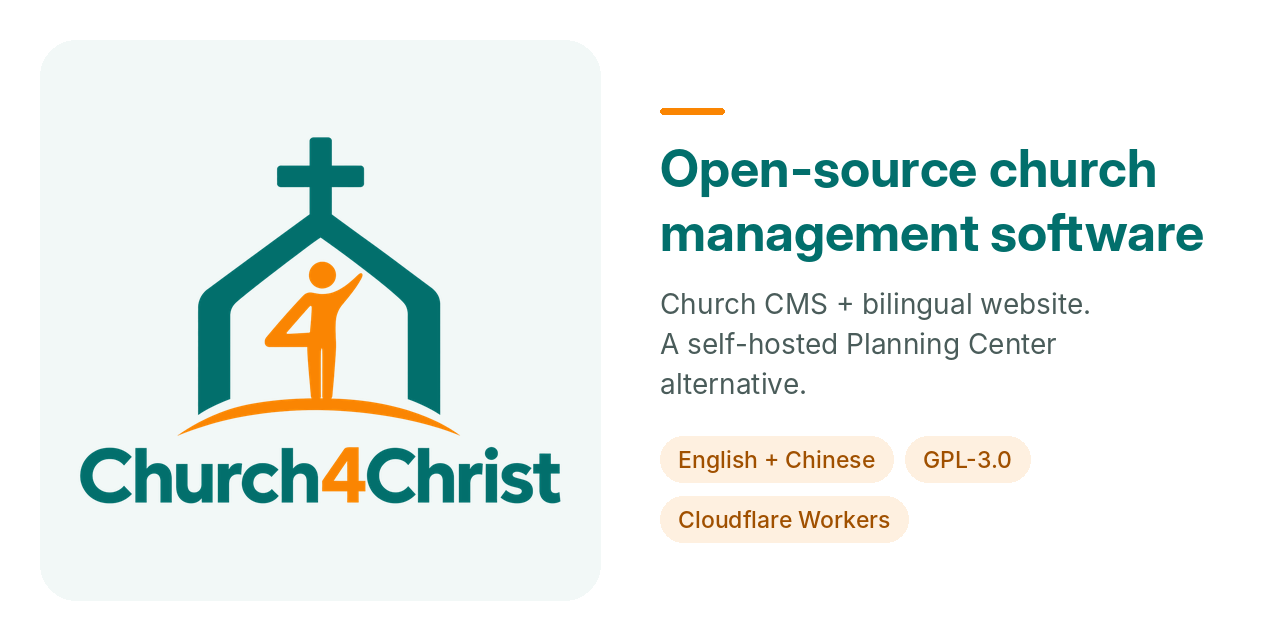 Church4Christ
Open-source church
management software
Church CMS + bilingual website.
A self-hosted Planning Center
alternative.
English + Chinese
GPL-3.0
Cloudflare Workers